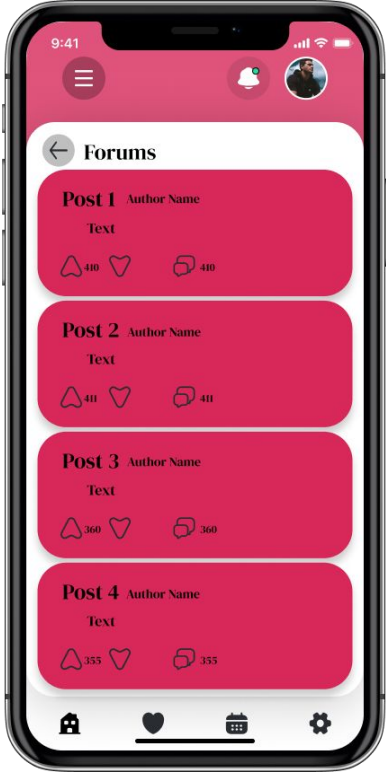 9:41
Forums
Post 1 Author Name
Text
410 410
Post 2 Author Name
Text
411 411
Post 3 Author Name
Text
360 360
Post 4 Author Name
Text
355 355